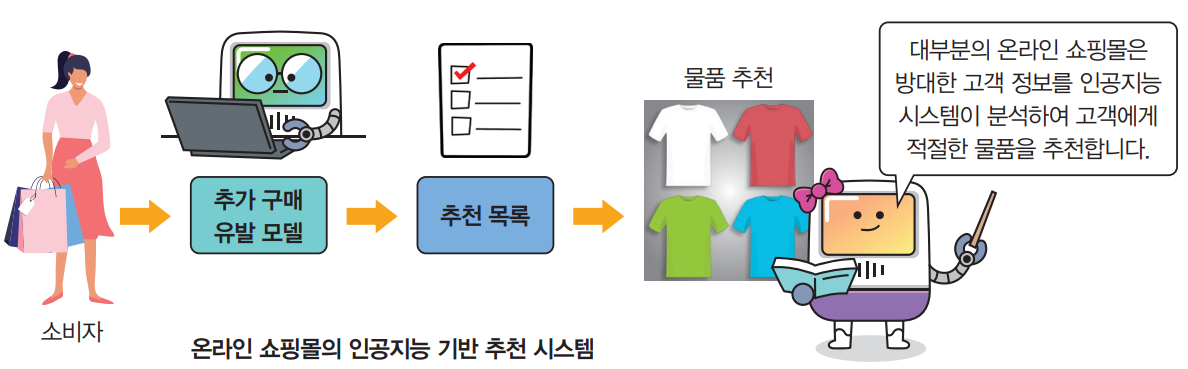 대부분의 온라인 쇼핑몰은
방대한 고객 정보를 인공지능
시스템이 분석하여 고객에게
적절한 물품을 추천합니다.
물품 추천
추가 구매
유발 모델
추천 목록
소비자
온라인 쇼핑몰의 인공지능 기반 추천 시스템